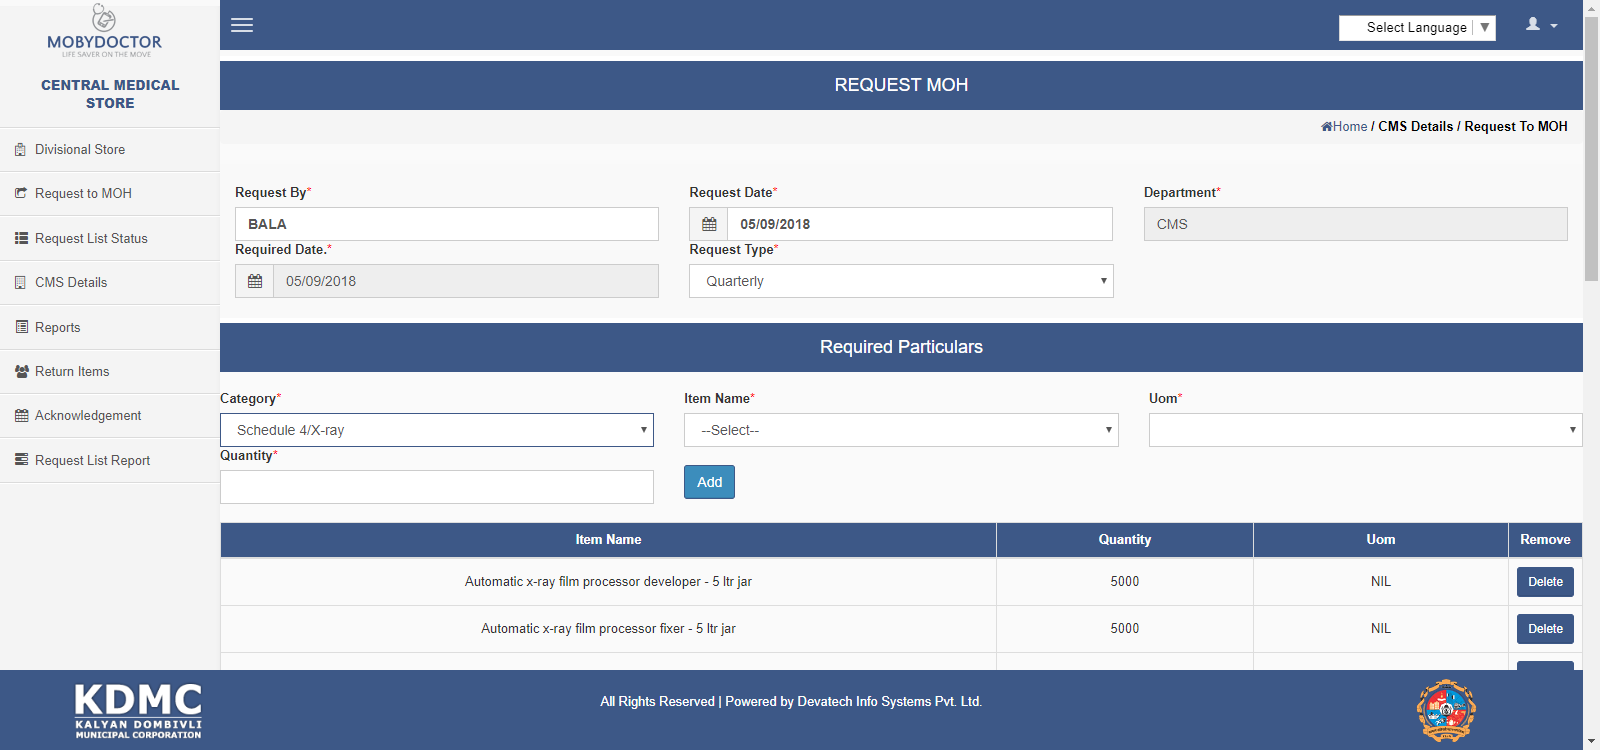 MOBYDOCTOR
LIFE SAVER ON THE MOVE
CENTRAL MEDICAL
STORE
Divisional Store
Request to MOH
Request List Status
CMS Details
Reports
Return Items
Acknowledgement
Request List Report
Select Language ▼
REQUEST MOH
Home / CMS Details / Request To MOH
Request By*
Request Date*
Department*
BALA
05/09/2018
CMS
Required Date.*
Request Type*
05/09/2018
Quarterly
Required Particulars
Category*
Item Name*
Uom*
Schedule 4/X-ray
--Select--
Quantity*
Add
Item Name Quantity Uom Remove
Automatic x-ray film processor developer - 5 ltr jar 5000 NIL Delete
Automatic x-ray film processor fixer - 5 ltr jar 5000 NIL Delete
KDMC
KALYAN DOMBIVLI
MUNICIPAL CORPORATION
All Rights Reserved | Powered by Devatech Info Systems Pvt. Ltd.